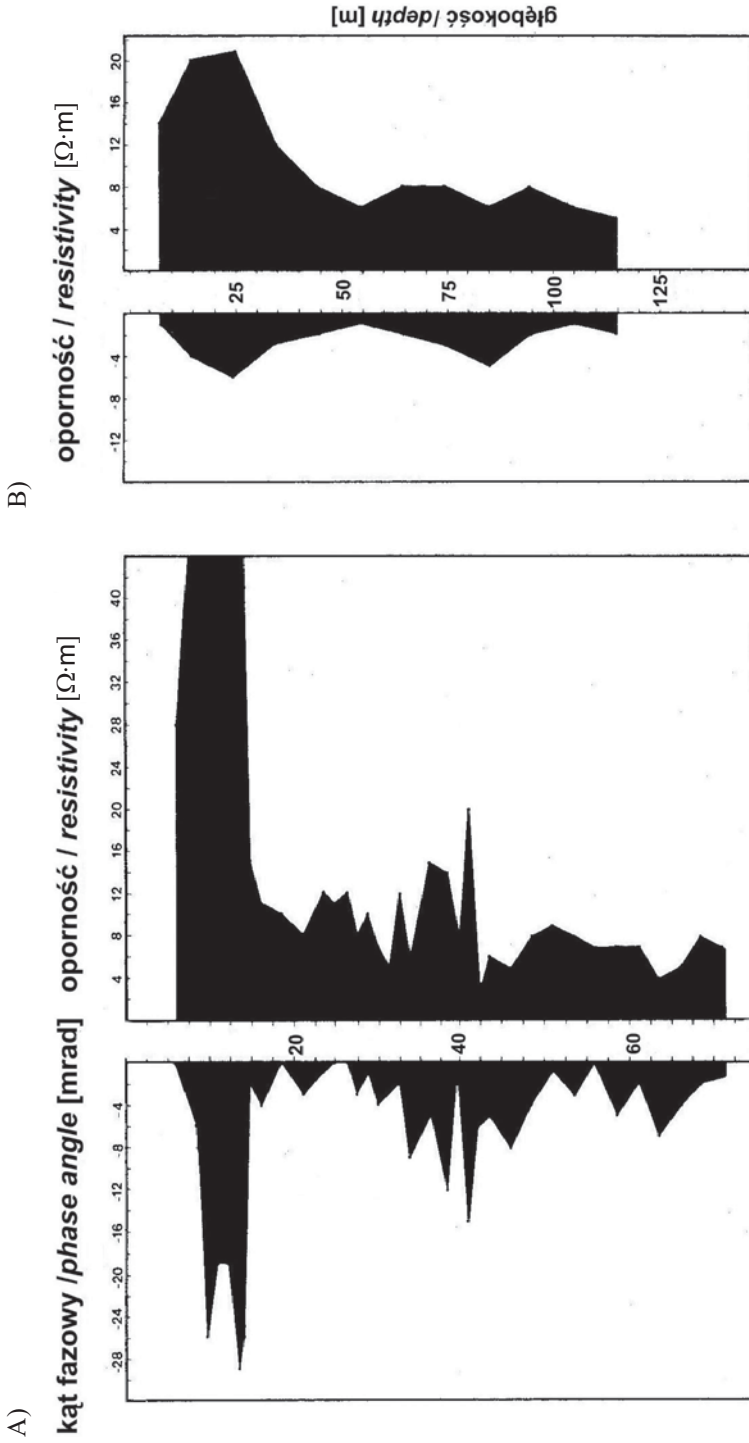 A)
kąt fazowy /phase angle [mrad]
oporność / resistivity [Ω·m]
-28 -24 -20 -16 -12 -8 -4
4 8 12 16 20 24 28 32 36 40
20
40
60
B)
oporność / resistivity [Ω·m]
-12 -8 -4
4 8 12 16 20
25
50
75
100
125
głębokość / depth [m]